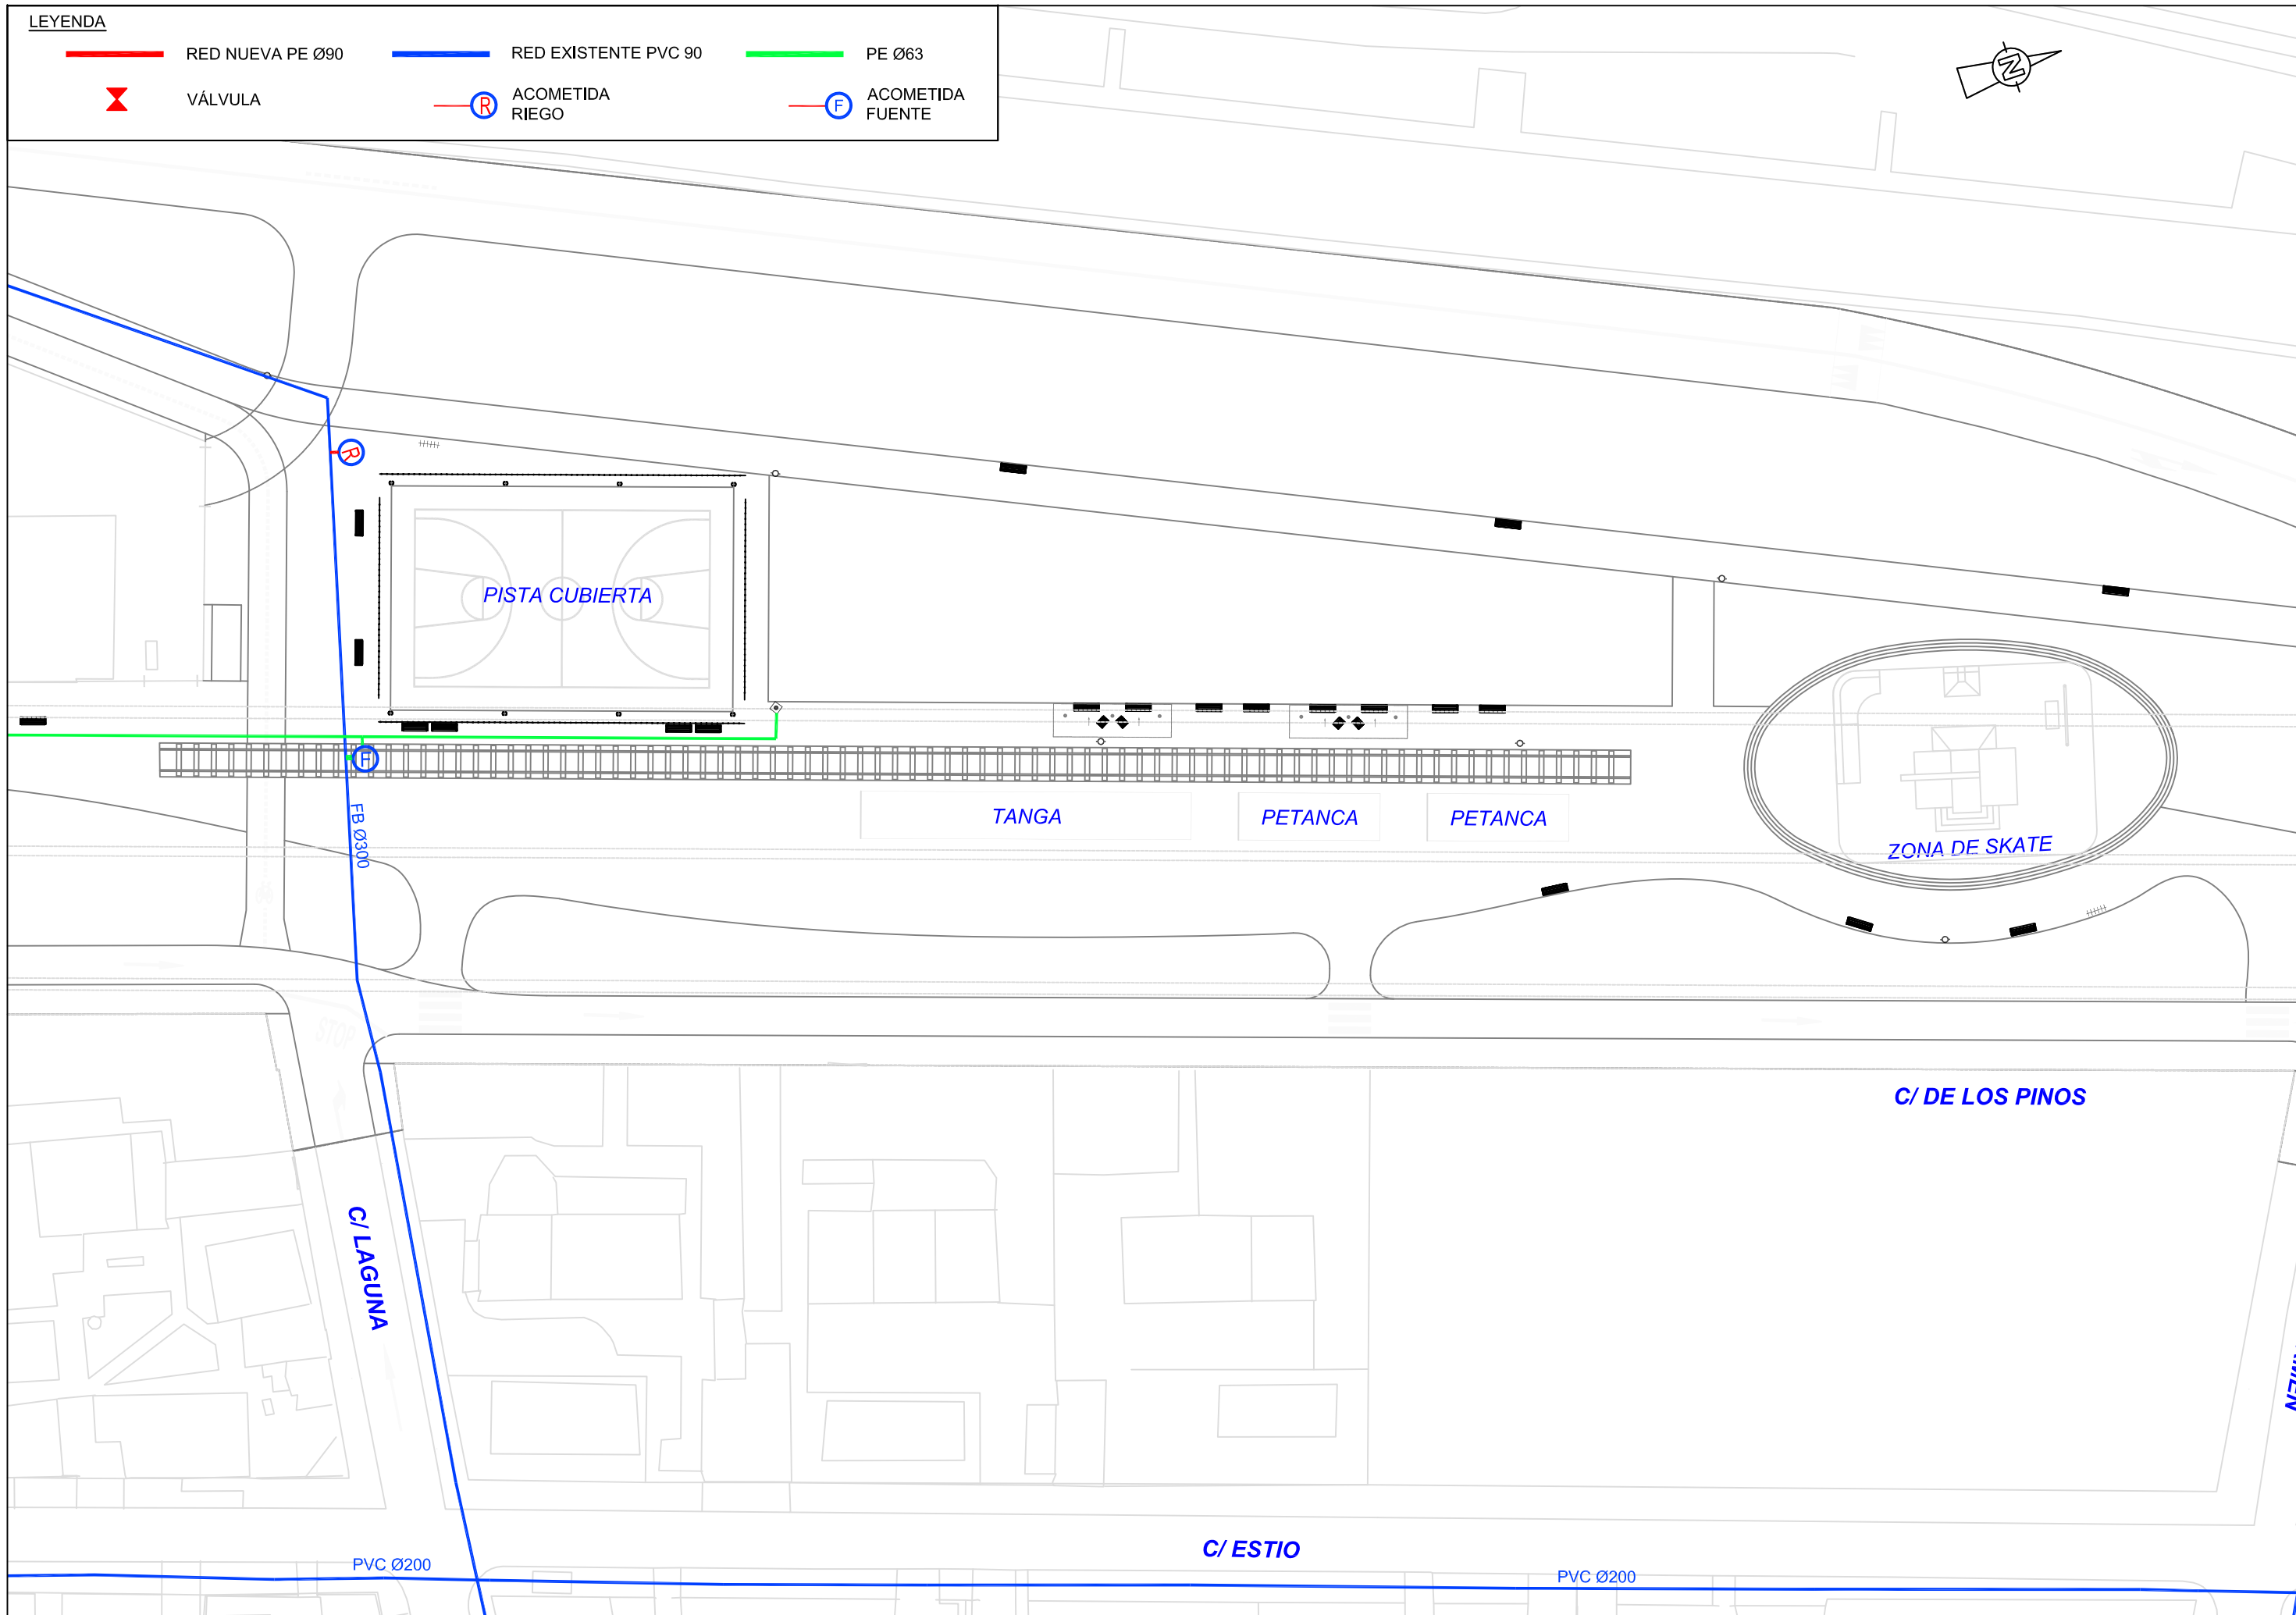 LEYENDA
RED NUEVA PE Ø90
RED EXISTENTE PVC 90
PE Ø63
VÁLVULA
R
ACOMETIDA
RIEGO
F
ACOMETIDA
FUENTE
N
R
PISTA CUBIERTA
F
FB Ø300
TANGA
PETANCA
PETANCA
ZONA DE SKATE
STOP
C/ DE LOS PINOS
C/ LAGUNA
C/ ESTIO
PVC Ø200
PVC Ø200